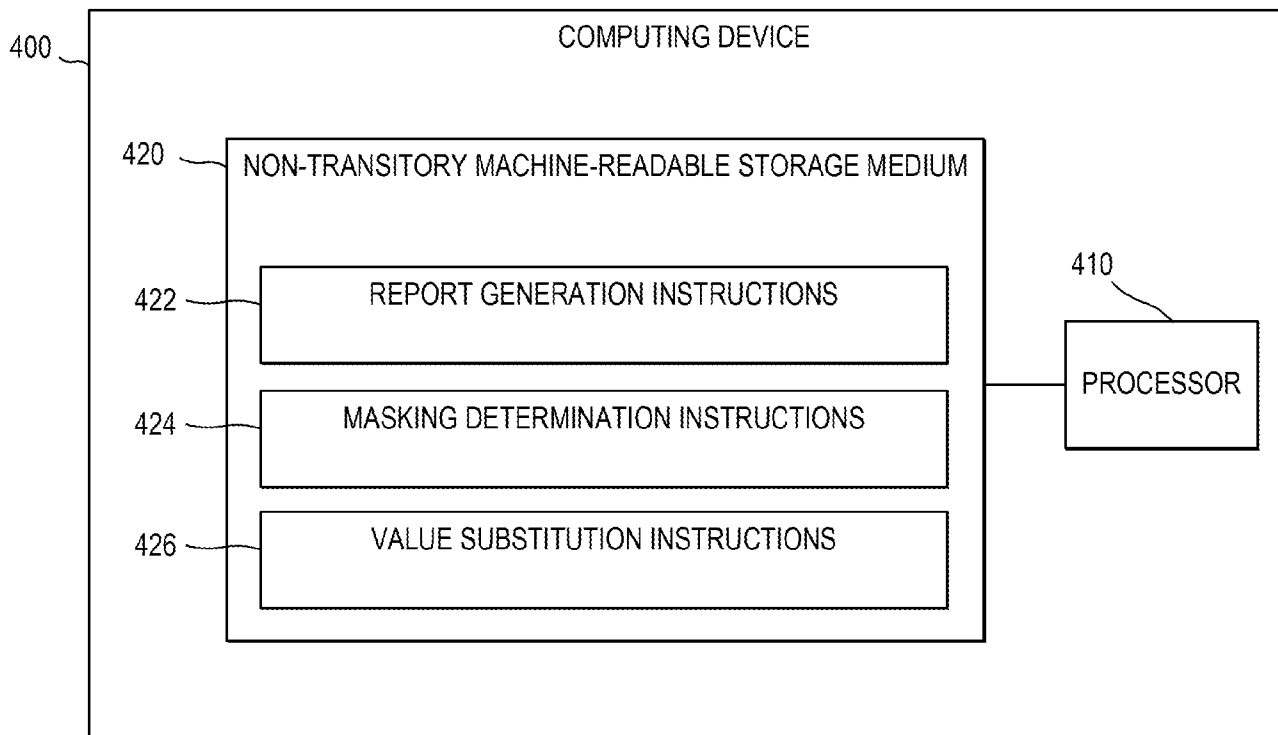 COMPUTING DEVICE
400
420
NON-TRANSITORY MACHINE-READABLE STORAGE MEDIUM
422
REPORT GENERATION INSTRUCTIONS
424
MASKING DETERMINATION INSTRUCTIONS
426
VALUE SUBSTITUTION INSTRUCTIONS
410
PROCESSOR